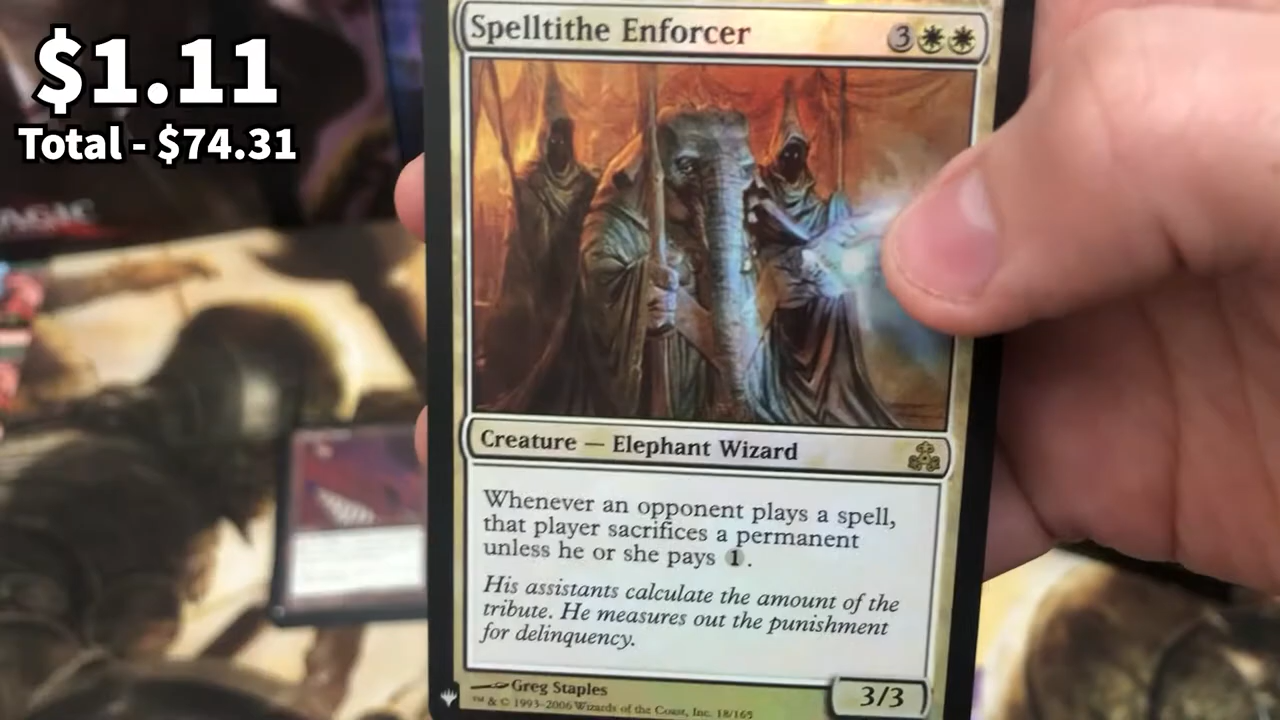 $1.11
Total - $74.31
MAGIC
Spelltithe Enforcer
3
Creature — Elephant Wizard
Whenever an opponent plays a spell,
that player sacrifices a permanent
unless he or she pays 1.
His assistants calculate the amount of the
tribute. He measures out the punishment
for delinquency.
Greg Staples
™ & © 1993–2006 Wizards of the Coast, Inc. 18/165
3/3